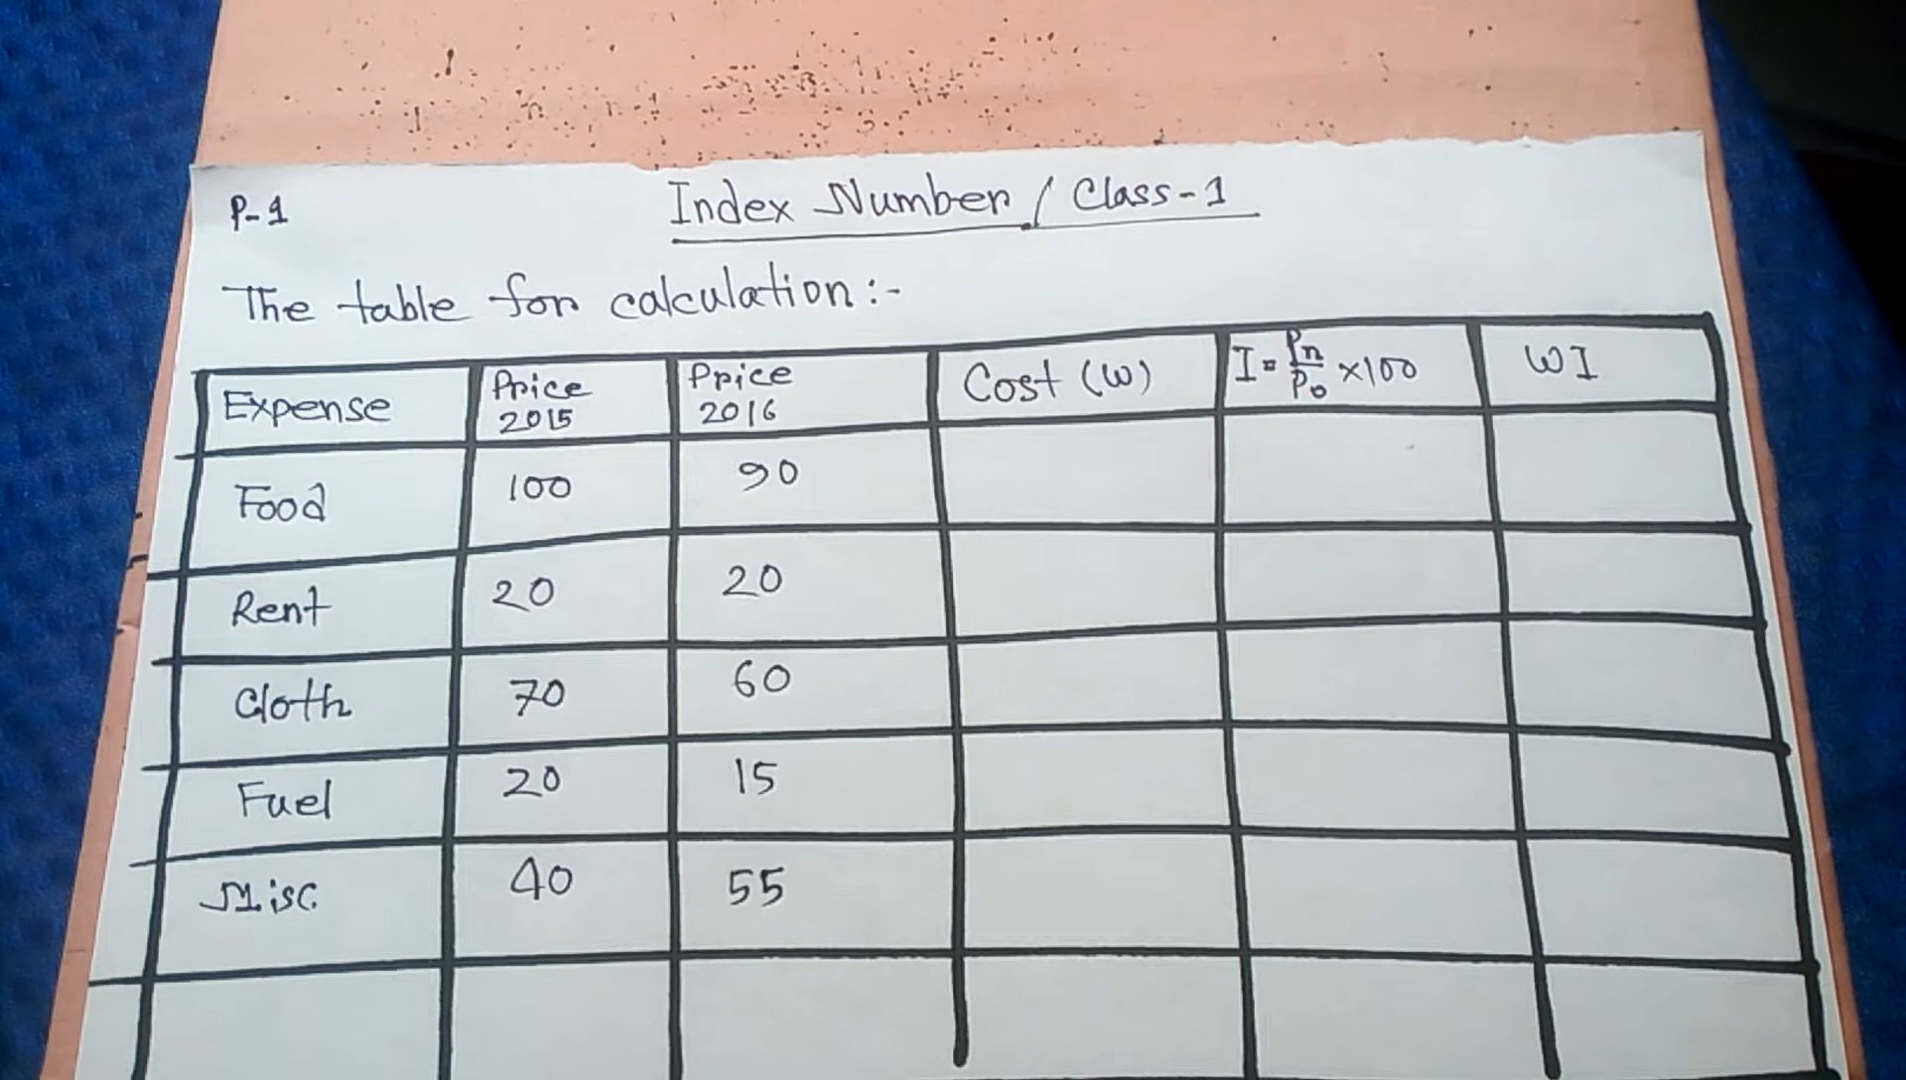 P-1
Index Number / Class-1
The table for calculation :-
Expense Price 2015 Price 2016 Cost (W) I = Pn/Po ×100 WI
Food 100 90
Rent 20 20
Cloth 70 60
Fuel 20 15
Misc. 40 55